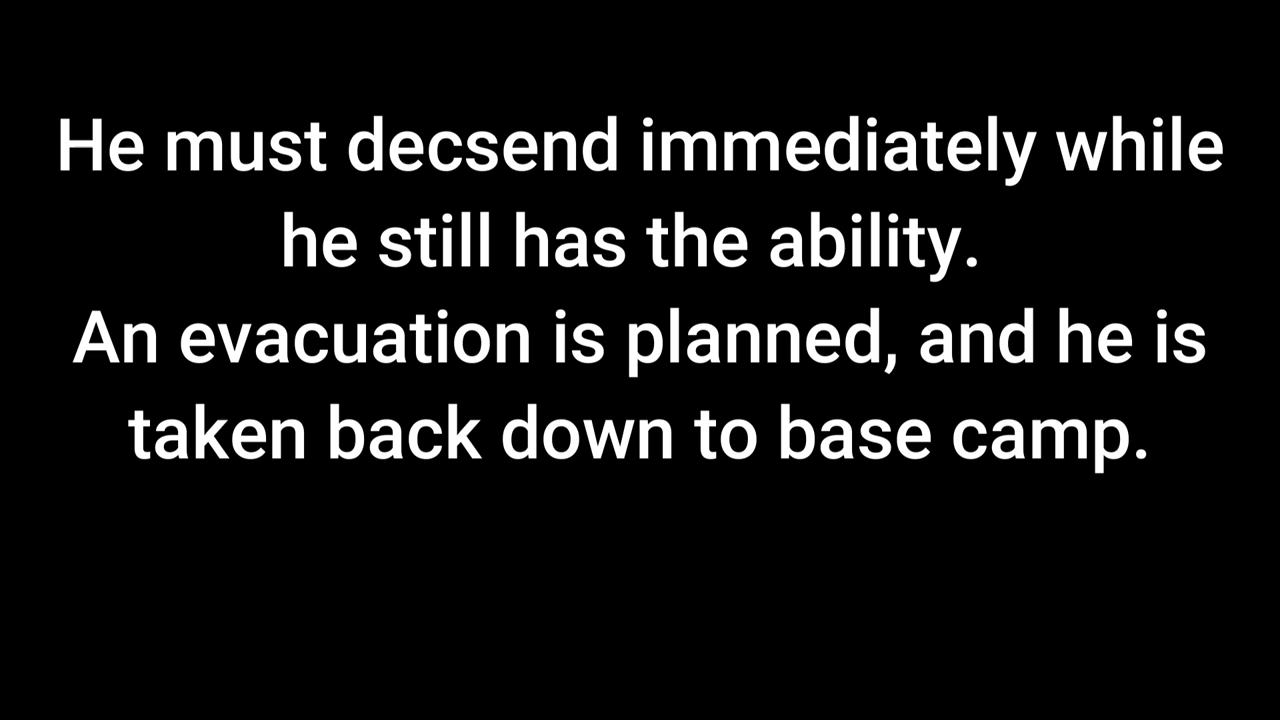 He must decsend immediately while
he still has the ability.
An evacuation is planned, and he is
taken back down to base camp.